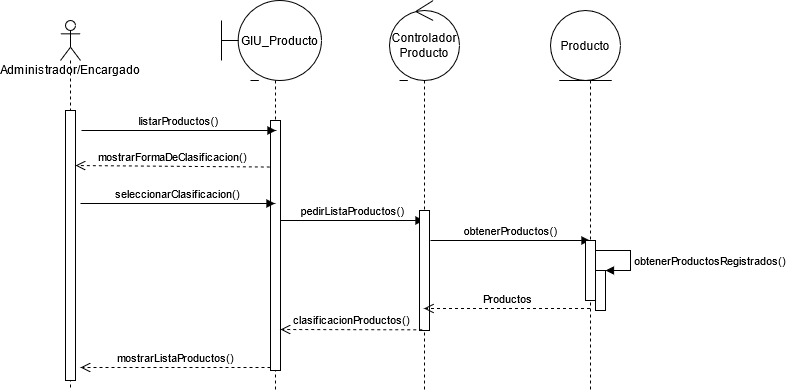 GIU_Producto
Controlador
Producto
Producto
Administrador/Encargado
listarProductos()
mostrarFormaDeClasificacion()
seleccionarClasificacion()
pedirListaProductos()
obtenerProductos()
obtenerProductosRegistrados()
Productos
clasificacionProductos()
mostrarListaProductos()